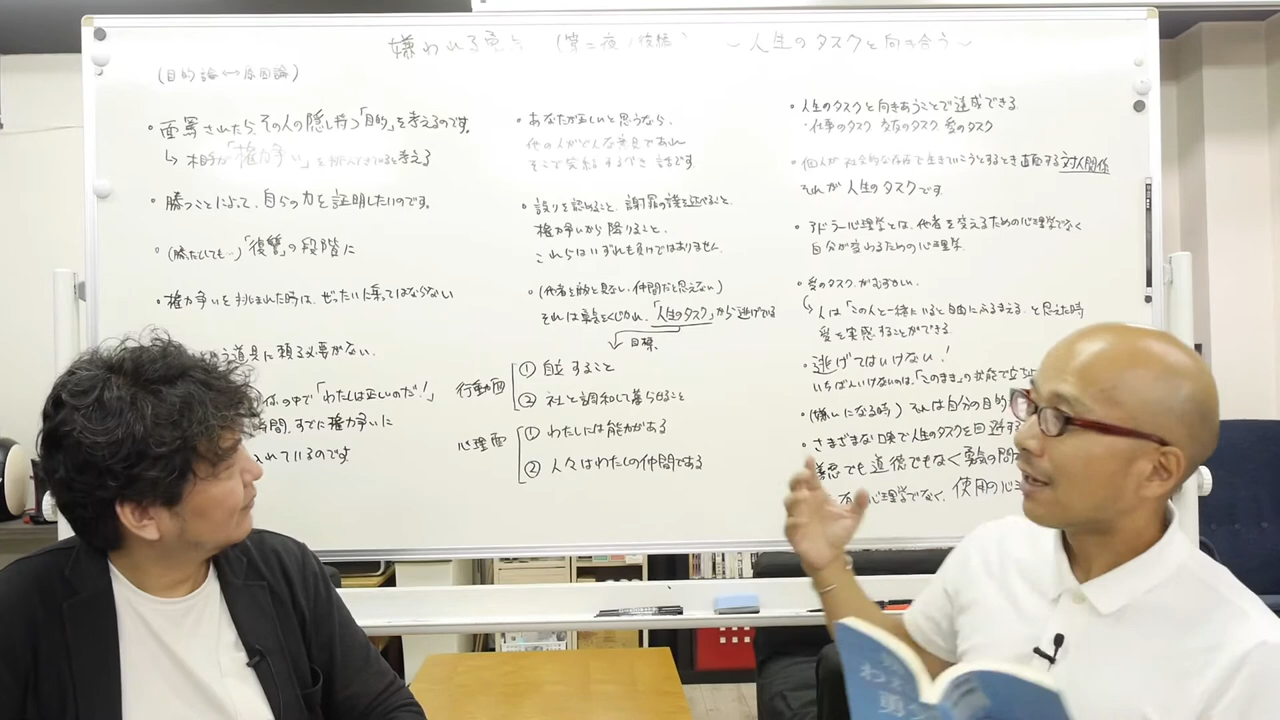 嫌われる勇気 (第二夜/後編) ～人生のタスクと向き合う～
(目的論↔原因論)
・面罵されたら、その人の隠し持つ「目的」を考えるのです。
↳ 相手が「権力争い」を挑んできていると考える
・勝つことによって、自らの力を証明したいのです。
・(勝たとしても…)「復讐」の段階に
・権力争いを挑まれた時は、ぜったいに乗ってはならない
という道具に頼る必要がない。
の中で「わたしは正しいのだ!」
時間、すでに権力争いに
入れているのです
・あなたが正しいと思うなら、
他の人がどんな意見であれ
そこで完結するべき話です。
・誤りを認めること、謝罪の議を述べること、
権力争いから降りること、
これらはいずれも負けではありません。
・(他者を敵と見なし、仲間だと思えない)
それは勇気をくじかれ、「人生のタスク」から逃げている
↓ 目標
行動面
① 自立すること
② 社と調和して暮らせること
心理面
① わたしには能力がある
② 人々はわたしの仲間である
・人生のタスクと向きあうことで達成できる
・仕事のタスク 交友のタスク 愛のタスク
・個人が社会的な存在で生きていこうとするとき直面する対人関係
それが人生のタスクです
・アドラー心理学とは、他者を変えるための心理学でなく
自分が変わるための心理学
・愛のタスクがむずかしい
↳ 人は「この人と一緒にいると自由にふるまえる」と思えた時
愛を実感することができる
・逃げてはいけない!
いちばんいけないのは、「このまま」の状態で立ち
・(嫌いになる時) それは自分の目的
・さまざまな口実で人生のタスクを回避する
善悪でも道徳でもなく勇気の問
心理学でなく、使用の心
われ
勇